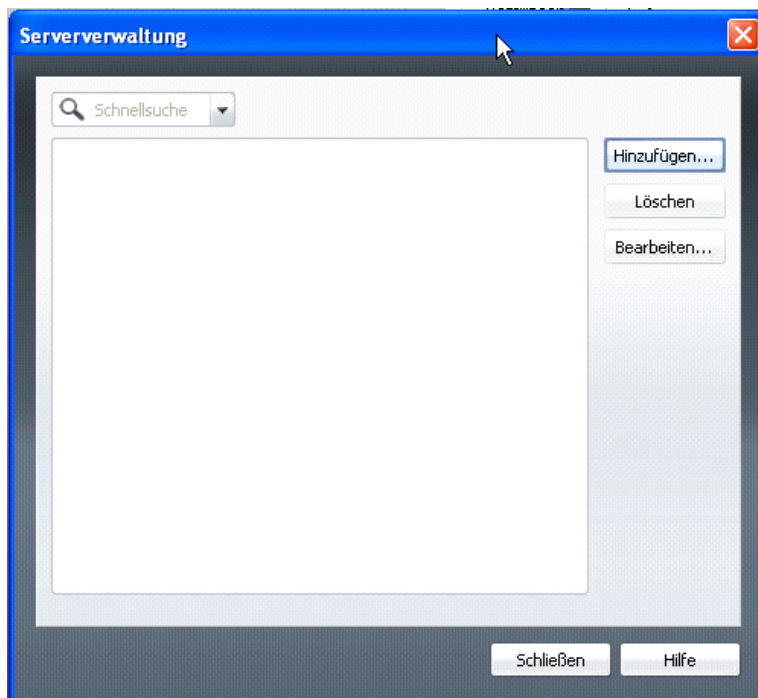 Serververwaltung
Schnellsuche
Hinzufügen...
Löschen
Bearbeiten...
Schließen
Hilfe